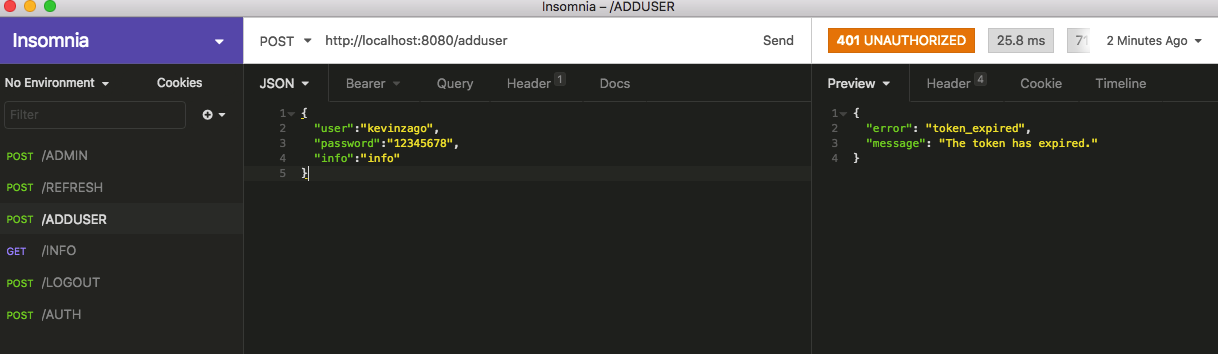 Insomnia – /ADDUSER
Insomnia
POST http://localhost:8080/adduser Send
401 UNAUTHORIZED 25.8 ms 71 2 Minutes Ago
No Environment Cookies
JSON Bearer Query Header 1 Docs
Preview Header 4 Cookie Timeline
Filter
POST /ADMIN
POST /REFRESH
POST /ADDUSER
GET /INFO
POST /LOGOUT
POST /AUTH
1 {
2 "user":"kevinzago",
3 "password":"12345678",
4 "info":"info"
5 }
1 {
2 "error": "token_expired",
3 "message": "The token has expired."
4 }